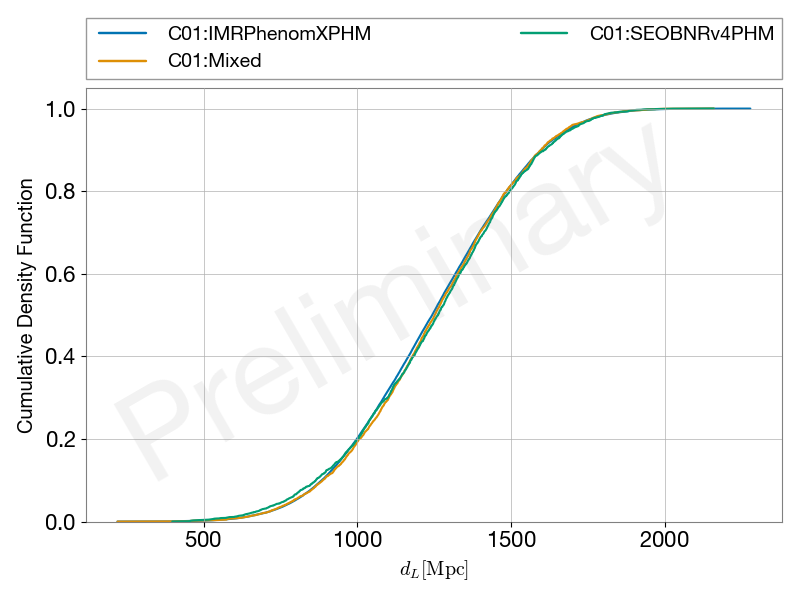 C01:IMRPhenomXPHM
C01:SEOBNRv4PHM
C01:Mixed
Cumulative Density Function
1.0
0.8
0.6
0.4
0.2
0.0
Preliminary
500
1000
1500
2000
d_L[Mpc]